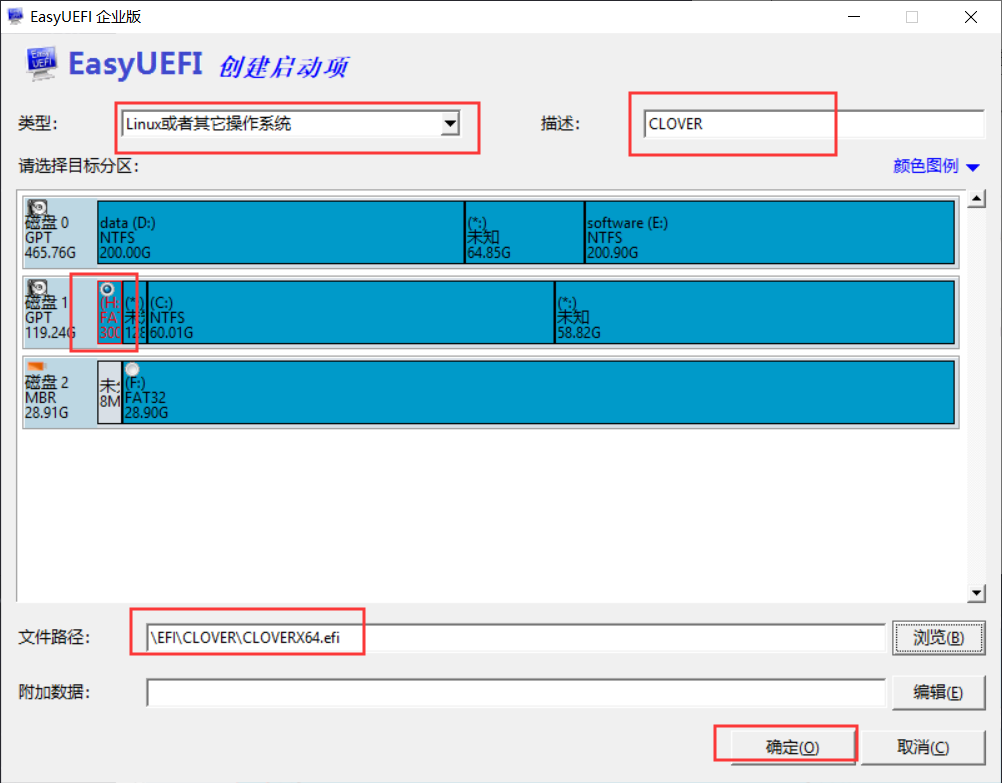 EasyUEFI 企业版
EasyUEFI 创建启动项
类型: Linux或者其它操作系统 描述: CLOVER
请选择目标分区: 颜色图例
磁盘 0
GPT
465.76G
data (D:)
NTFS
200.00G
(*:)
未知
64.85G
software (E:)
NTFS
200.90G
磁盘 1
GPT
119.24G
(H:
FAT
300
(*:)
未
128
(C:)
NTFS
60.01G
(*:)
未知
58.82G
磁盘 2
MBR
28.91G
未
8M
(F:)
FAT32
28.90G
文件路径: \EFI\CLOVER\CLOVERX64.efi 浏览(B)
附加数据: 编辑(E)
确定(O) 取消(C)